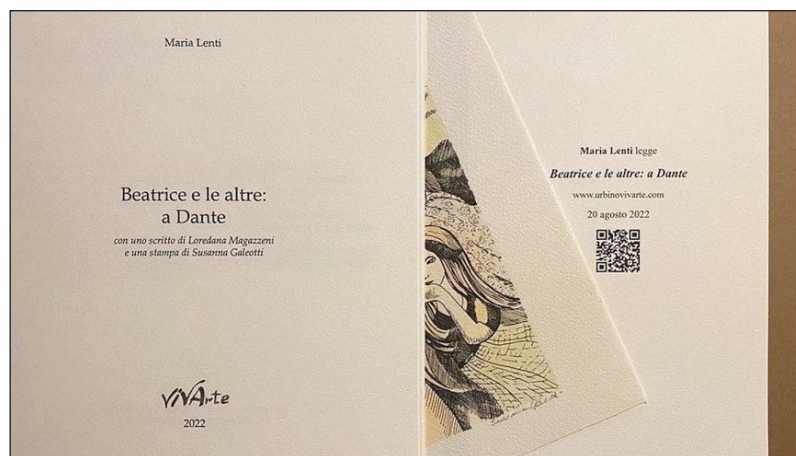 Maria Lenti
Beatrice e le altre:
a Dante
con uno scritto di Loredana Magazzeni
e una stampa di Susanna Galeotti
vivArte
2022
Maria Lenti legge
Beatrice e le altre: a Dante
www.urbinovivarte.com
20 agosto 2022